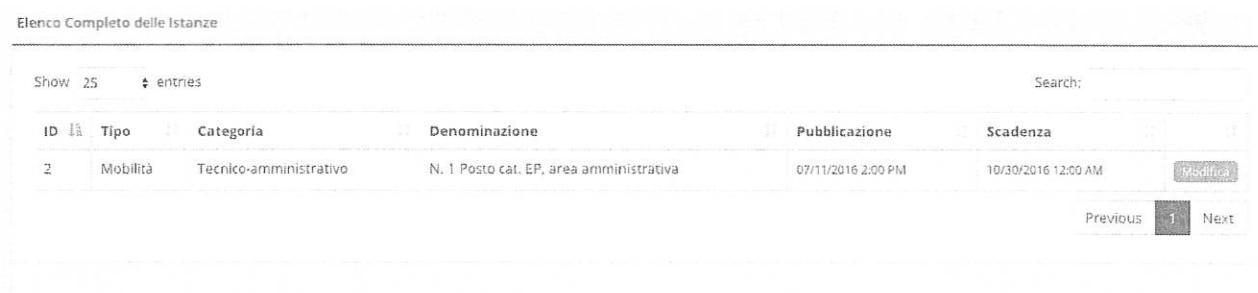 Elenco Completo delle Istanze
Show 25 entries
Search:
ID Tipo Categoria Denominazione Pubblicazione Scadenza
2 Mobilità Tecnico-amministrativo N. 1 Posto cat. EP, area amministrativa 07/11/2016 2:00 PM 10/30/2016 12:00 AM Modifica
Previous 1 Next